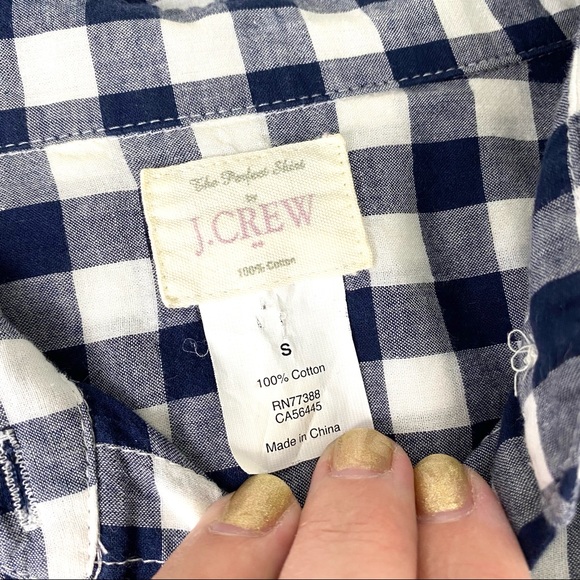 The Perfect Shirt
by
J.CREW
100% Cotton
S
100% Cotton
RN77388
CA56445
Made in China